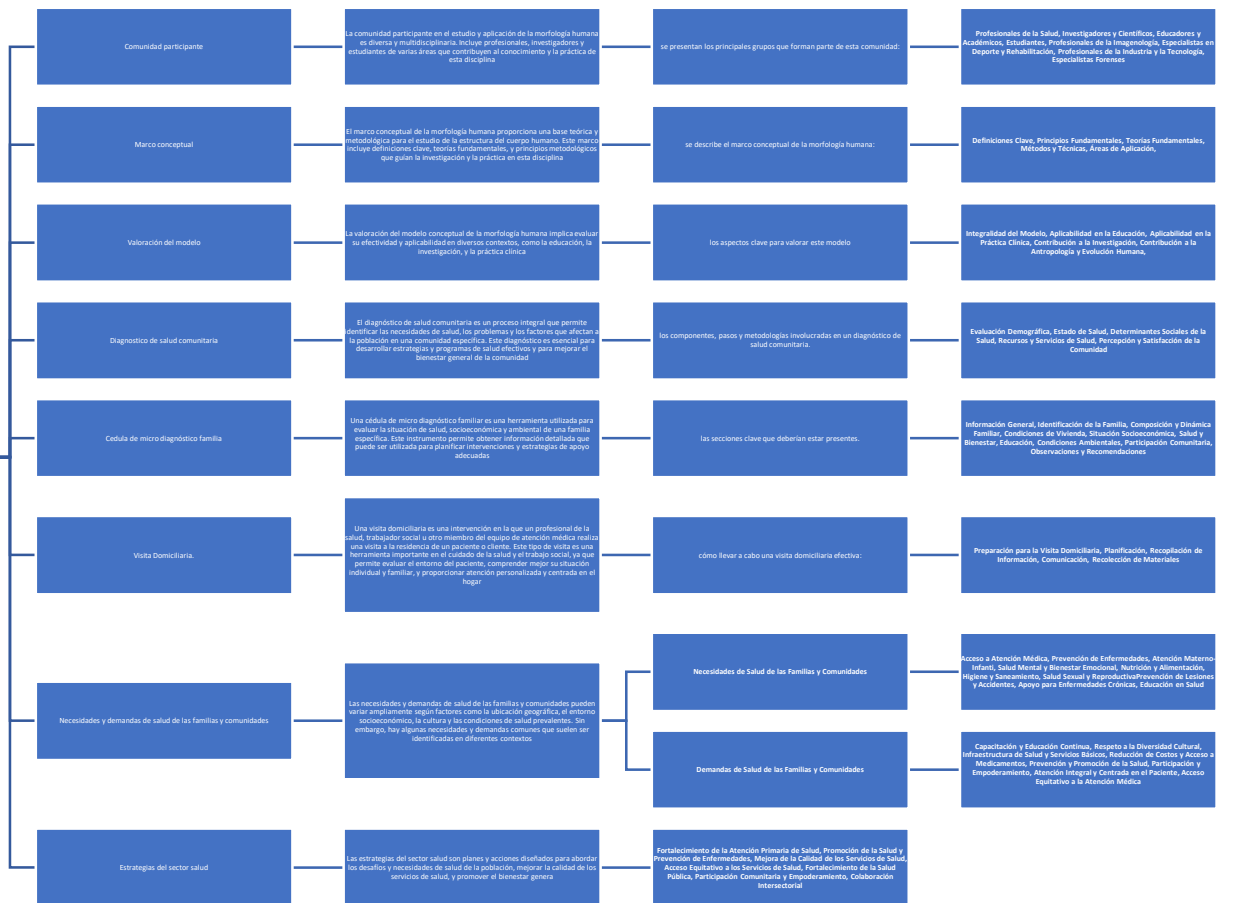 Comunidad participante
La comunidad participante en el estudio y aplicación de la morfología humana
es diversa y multidisciplinaria. Incluye profesionales, investigadores y
estudiantes de varias áreas que contribuyen al conocimiento y la práctica de
esta disciplina
se presentan los principales grupos que forman parte de esta comunidad:
Profesionales de la Salud, Investigadores y Científicos, Educadores y
Académicos, Estudiantes, Profesionales de la Imagenología, Especialistas en
Deporte y Rehabilitación, Profesionales de la Industria y la Tecnología,
Especialistas Forenses
Marco conceptual
El marco conceptual de la morfología humana proporciona una base teórica y
metodológica para el estudio de la estructura del cuerpo humano. Este marco
incluye definiciones clave, teorías fundamentales, y principios metodológicos
que guían la investigación y la práctica en esta disciplina
se describe el marco conceptual de la morfología humana:
Definiciones Clave, Principios Fundamentales, Teorías Fundamentales,
Métodos y Técnicas, Áreas de Aplicación,
Valoración del modelo
La valoración del modelo conceptual de la morfología humana implica evaluar
su efectividad y aplicabilidad en diversos contextos, como la educación, la
investigación, y la práctica clínica
los aspectos clave para valorar este modelo
Integralidad del Modelo, Aplicabilidad en la Educación, Aplicabilidad en la
Práctica Clínica, Contribución a la Investigación, Contribución a la
Antropología y Evolución Humana,
Diagnostico de salud comunitaria
El diagnóstico de salud comunitaria es un proceso integral que permite
identificar las necesidades de salud, los problemas y los factores que afectan a
la población en una comunidad específica. Este diagnóstico es esencial para
desarrollar estrategias y programas de salud efectivos y para mejorar el
bienestar general de la comunidad
los componentes, pasos y metodologías involucradas en un diagnóstico de
salud comunitaria.
Evaluación Demográfica, Estado de Salud, Determinantes Sociales de la
Salud, Recursos y Servicios de Salud, Percepción y Satisfacción de la
Comunidad
Cedula de micro diagnóstico familia
Una cédula de micro diagnóstico familiar es una herramienta utilizada para
evaluar la situación de salud, socioeconómica y ambiental de una familia
específica. Este instrumento permite obtener información detallada que
puede ser utilizada para planificar intervenciones y estrategias de apoyo
adecuadas
las secciones clave que deberían estar presentes.
Información General, Identificación de la Familia, Composición y Dinámica
Familiar, Condiciones de Vivienda, Situación Socioeconómica, Salud y
Bienestar, Educación, Condiciones Ambientales, Participación Comunitaria,
Observaciones y Recomendaciones
Visita Domiciliaria.
Una visita domiciliaria es una intervención en la que un profesional de la
salud, trabajador social u otro miembro del equipo de atención médica realiza
una visita a la residencia de un paciente o cliente. Este tipo de visita es una
herramienta importante en el cuidado de la salud y el trabajo social, ya que
permite evaluar el entorno del paciente, comprender mejor su situación
individual y familiar, y proporcionar atención personalizada y centrada en el
hogar
cómo llevar a cabo una visita domiciliaria efectiva:
Preparación para la Visita Domiciliaria, Planificación, Recopilación de
Información, Comunicación, Recolección de Materiales
Necesidades y demandas de salud de las familias y comunidades
Las necesidades y demandas de salud de las familias y comunidades pueden
variar ampliamente según factores como la ubicación geográfica, el entorno
socioeconómico, la cultura y las condiciones de salud prevalentes. Sin
embargo, hay algunas necesidades y demandas comunes que suelen ser
identificadas en diferentes contextos
Necesidades de Salud de las Familias y Comunidades
Acceso a Atención Médica, Prevención de Enfermedades, Atención Materno-
Infanti, Salud Mental y Bienestar Emocional, Nutrición y Alimentación,
Higiene y Saneamiento, Salud Sexual y ReproductivaPrevención de Lesiones
y Accidentes, Apoyo para Enfermedades Crónicas, Educación en Salud
Demandas de Salud de las Familias y Comunidades
Capacitación y Educación Continua, Respeto a la Diversidad Cultural,
Infraestructura de Salud y Servicios Básicos, Reducción de Costos y Acceso a
Medicamentos, Prevención y Promoción de la Salud, Participación y
Empoderamiento, Atención Integral y Centrada en el Paciente, Acceso
Equitativo a la Atención Médica
Estrategias del sector salud
Las estrategias del sector salud son planes y acciones diseñados para abordar
los desafíos y necesidades de salud de la población, mejorar la calidad de los
servicios de salud, y promover el bienestar genera
Fortalecimiento de la Atención Primaria de Salud, Promoción de la Salud y
Prevención de Enfermedades, Mejora de la Calidad de los Servicios de Salud,
Acceso Equitativo a los Servicios de Salud, Fortalecimiento de la Salud
Pública, Participación Comunitaria y Empoderamiento, Colaboración
Intersectorial